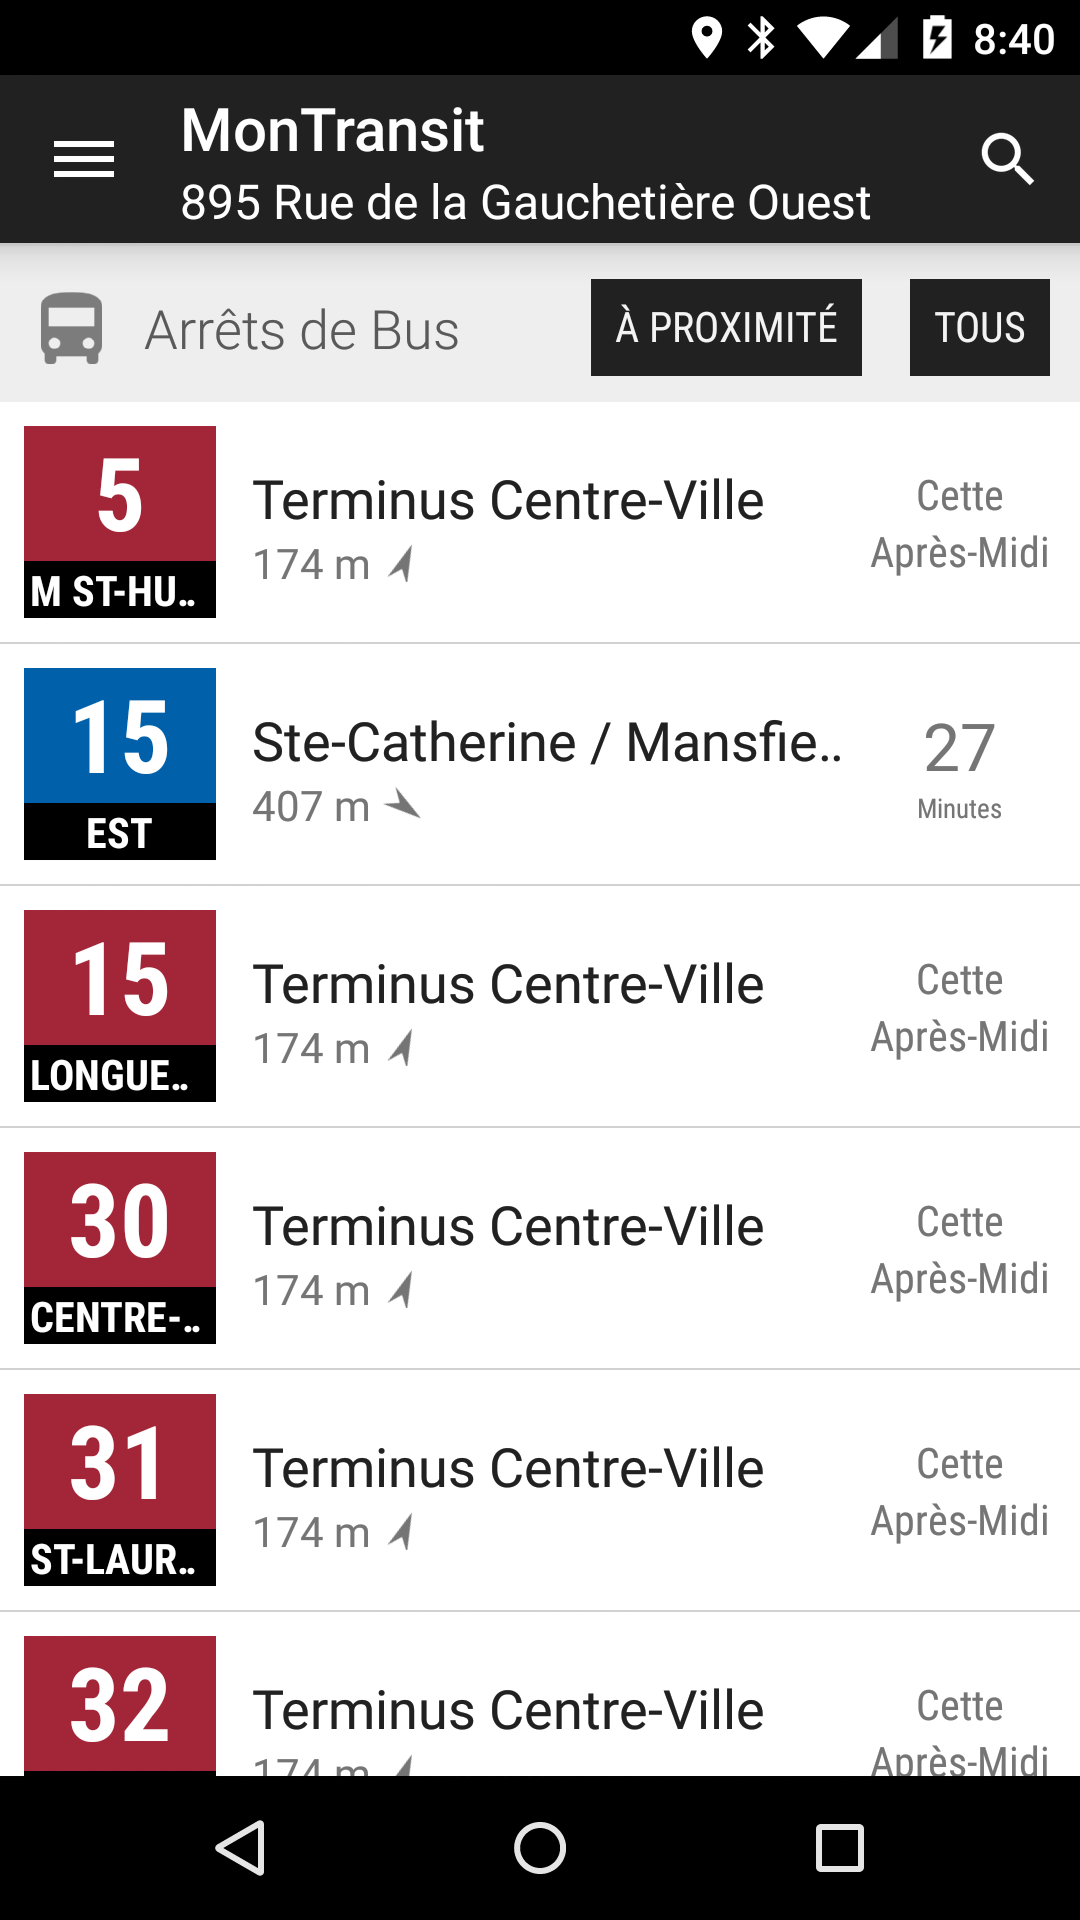 8:40
MonTransit
895 Rue de la Gauchetière Ouest
Arrêts de Bus
À PROXIMITÉ
TOUS
5
M ST-HU..
Terminus Centre-Ville
174 m
Cette
Après-Midi
15
EST
Ste-Catherine / Mansfie..
407 m
27
Minutes
15
LONGUE..
Terminus Centre-Ville
174 m
Cette
Après-Midi
30
CENTRE-..
Terminus Centre-Ville
174 m
Cette
Après-Midi
31
ST-LAUR..
Terminus Centre-Ville
174 m
Cette
Après-Midi
32
Terminus Centre-Ville
174 m
Cette
Après-Midi